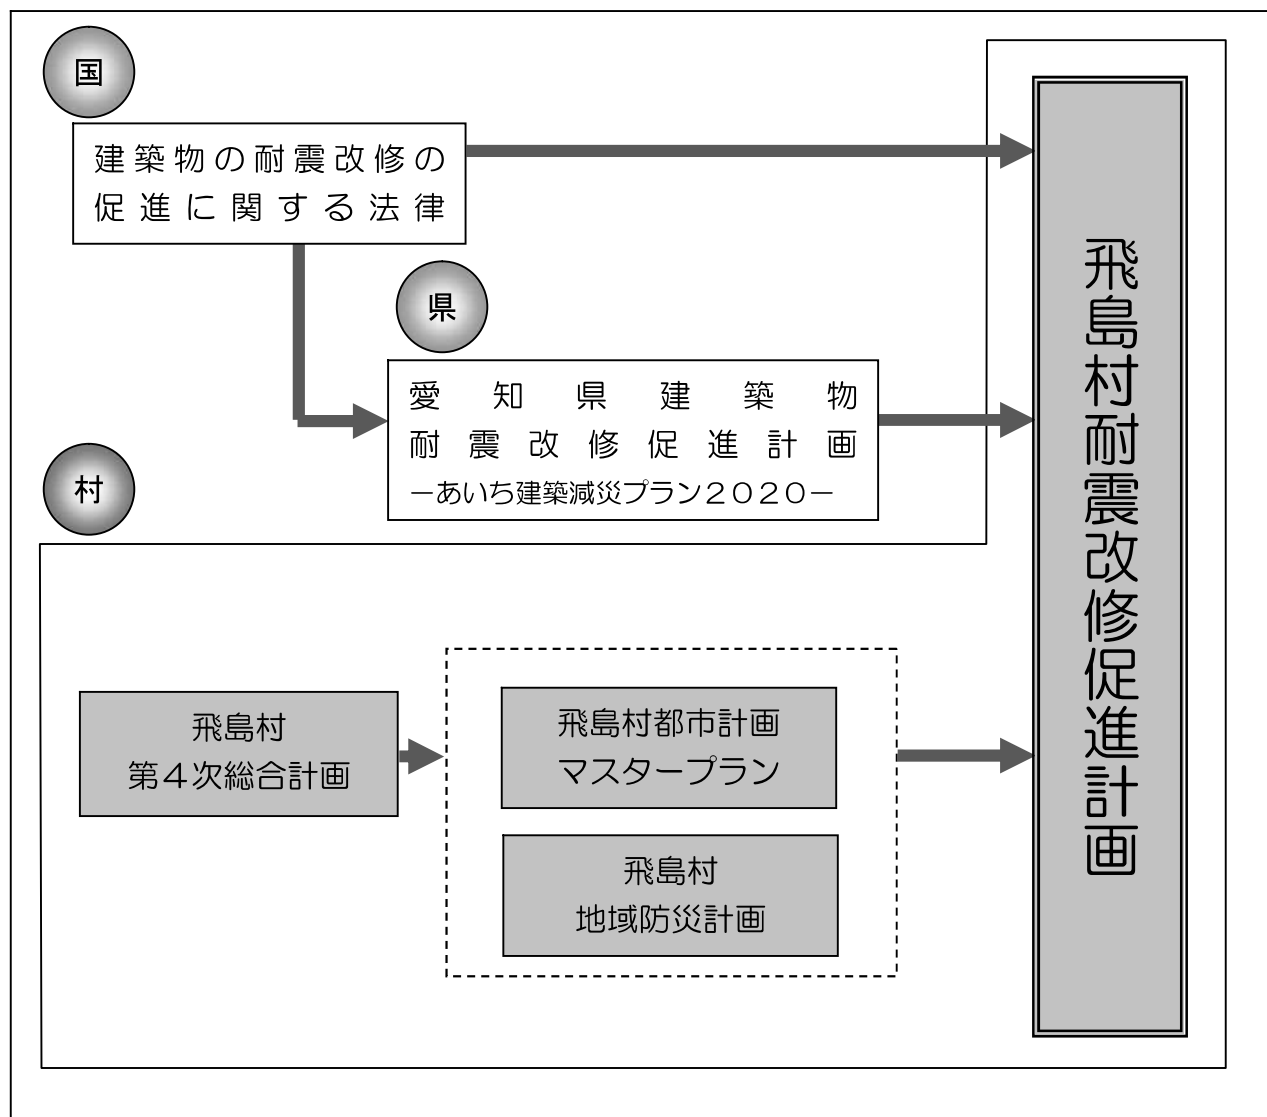 国
建築物の耐震改修の
促進に関する法律
県
愛知県建築物
耐震改修促進計画
－あいち建築減災プラン２０２０－
村
飛島村
第４次総合計画
飛島村都市計画
マスタープラン
飛島村
地域防災計画
飛島村耐震改修促進計画